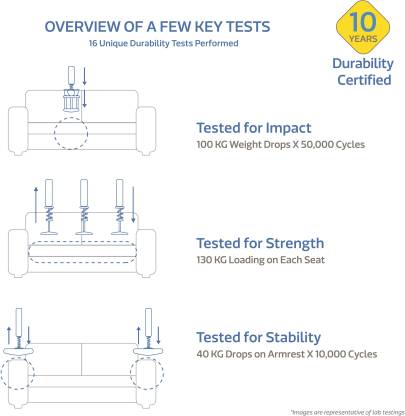 OVERVIEW OF A FEW KEY TESTS
16 Unique Durability Tests Performed
10
YEARS
Durability
Certified
Tested for Impact
100 KG Weight Drops X 50,000 Cycles
Tested for Strength
130 KG Loading on Each Seat
Tested for Stability
40 KG Drops on Armrest X 10,000 Cycles
*Images are representative of lab testings